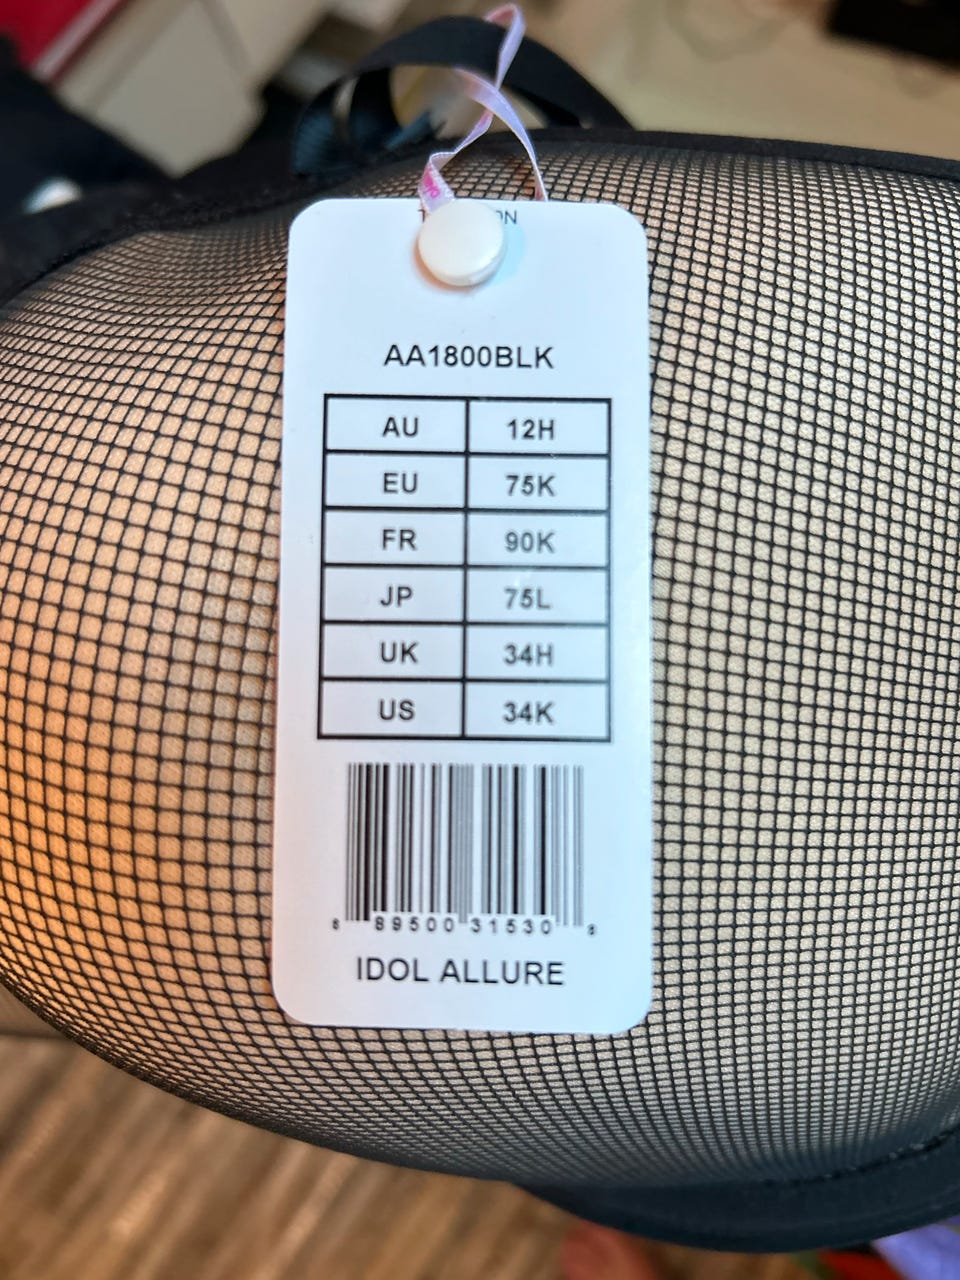 AA1800BLK
AU 12H
EU 75K
FR 90K
JP 75L
UK 34H
US 34K
8 89500 31530 8
IDOL ALLURE